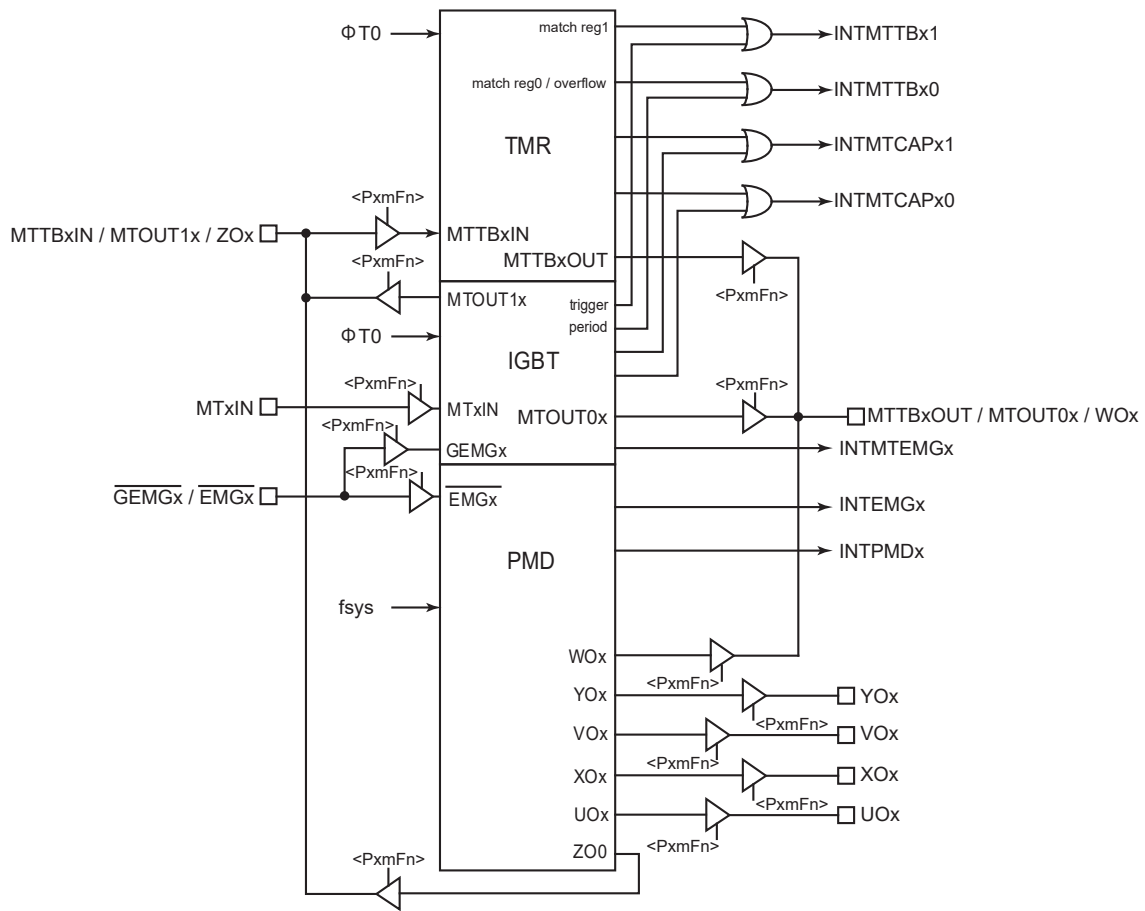 ΦT0
match reg1
INTMTTBx1
match reg0 / overflow
INTMTTBx0
TMR
INTMTCAPx1
<PxmFn>
INTMTCAPx0
MTTBxIN / MTOUT1x / ZOx
MTTBxIN
MTTBxOUT
<PxmFn>
<PxmFn>
MTOUT1x
trigger
ΦT0
period
IGBT
<PxmFn>
<PxmFn>
MTxIN
MTxIN
MTOUT0x
MTTBxOUT / MTOUT0x / WOx
<PxmFn>
GEMGx
INTMTEMGx
<PxmFn>
GEMGx / EMGx
EMGx
INTEMGx
PMD
INTPMDx
fsys
WOx
<PxmFn>
YOx
YOx
<PxmFn>
VOx
VOx
<PxmFn>
XOx
XOx
<PxmFn>
UOx
UOx
<PxmFn>
ZO0
<PxmFn>